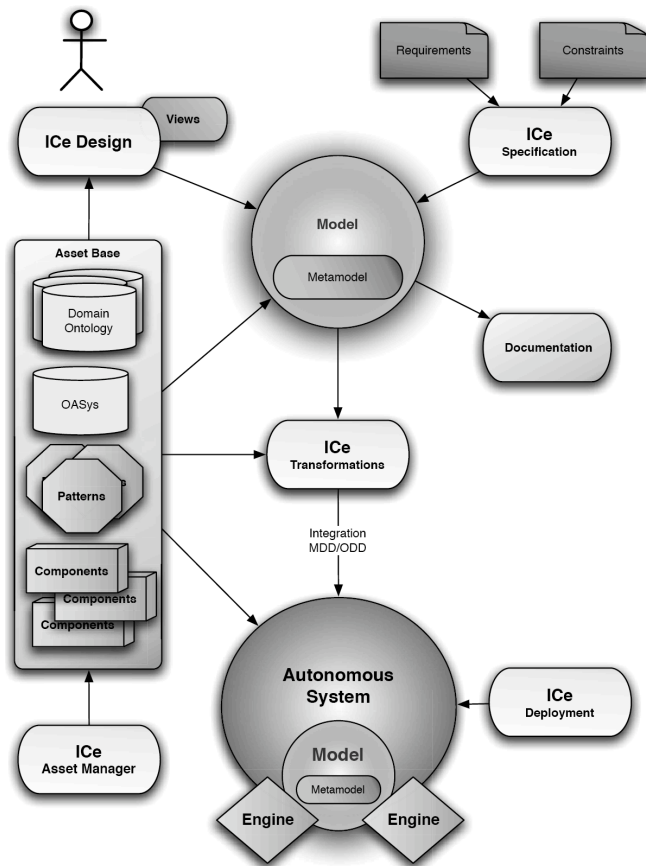 Requirements
Constraints
Views
ICe Design
ICe
Specification
Asset Base
Model
Metamodel
Domain
Ontology
Documentation
OASys
ICe
Transformations
Patterns
Integration
MDD/ODD
Components
Components
Components
Autonomous
System
ICe
Deployment
ICe
Asset Manager
Model
Metamodel
Engine
Engine